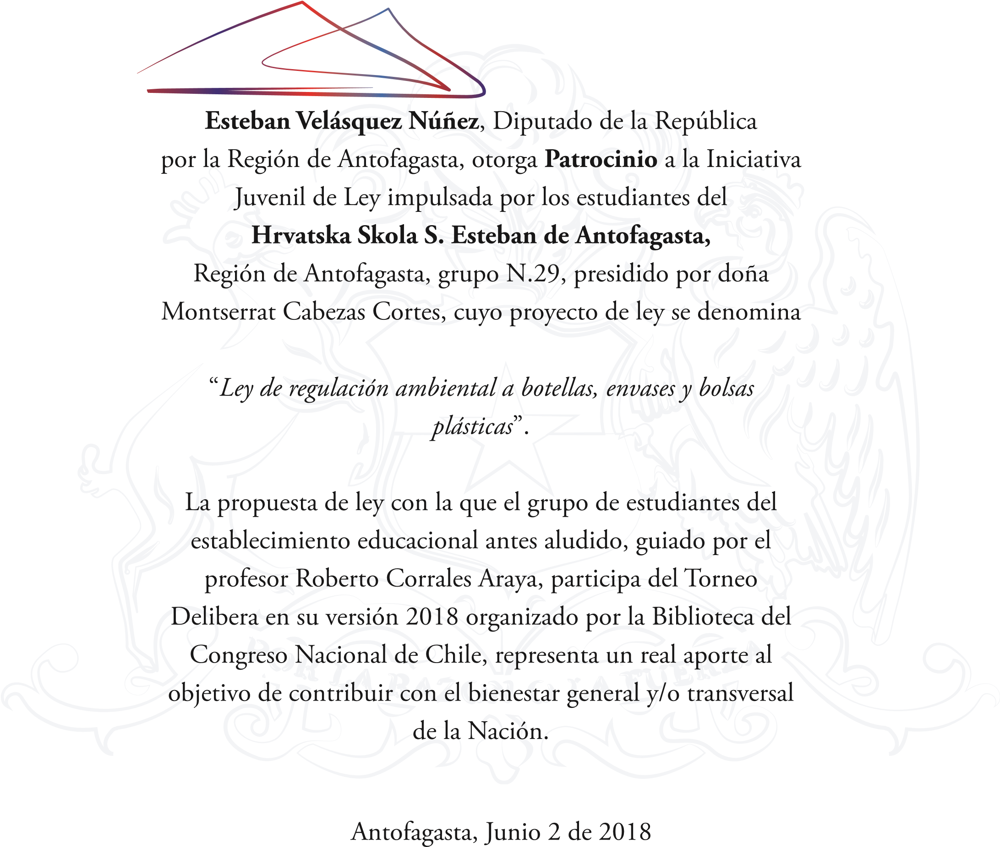 Esteban Velásquez Núñez, Diputado de la República
por la Región de Antofagasta, otorga Patrocinio a la Iniciativa
Juvenil de Ley impulsada por los estudiantes del
Hrvatska Skola S. Esteban de Antofagasta,
Región de Antofagasta, grupo N.29, presidido por doña
Montserrat Cabezas Cortes, cuyo proyecto de ley se denomina
“Ley de regulación ambiental a botellas, envases y bolsas
plásticas”.
La propuesta de ley con la que el grupo de estudiantes del
establecimiento educacional antes aludido, guiado por el
profesor Roberto Corrales Araya, participa del Torneo
Delibera en su versión 2018 organizado por la Biblioteca del
Congreso Nacional de Chile, representa un real aporte al
POR LA RAZON O LA FUERZA
objetivo de contribuir con el bienestar general y/o transversal
de la Nación.
Antofagasta, Junio 2 de 2018